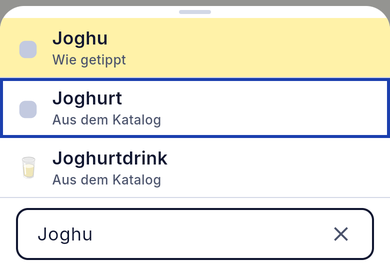 Joghu
Wie getippt
Joghurt
Aus dem Katalog
Joghurtdrink
Aus dem Katalog
Joghu